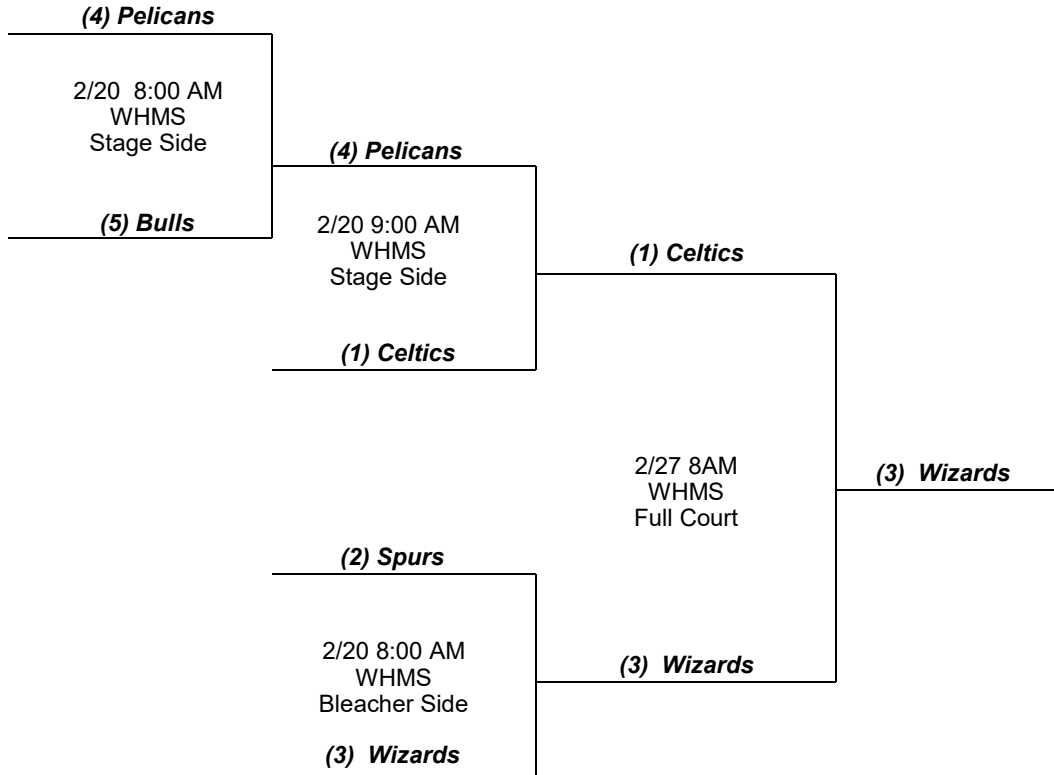 (4) Pelicans
2/20  8:00 AM
WHMS
Stage Side
(4) Pelicans
(5) Bulls
2/20 9:00 AM
WHMS
Stage Side
(1) Celtics
(1) Celtics
2/27 8AM
WHMS
Full Court
(3)  Wizards
(2) Spurs
2/20 8:00 AM
WHMS
Bleacher Side
(3)  Wizards
(3)  Wizards